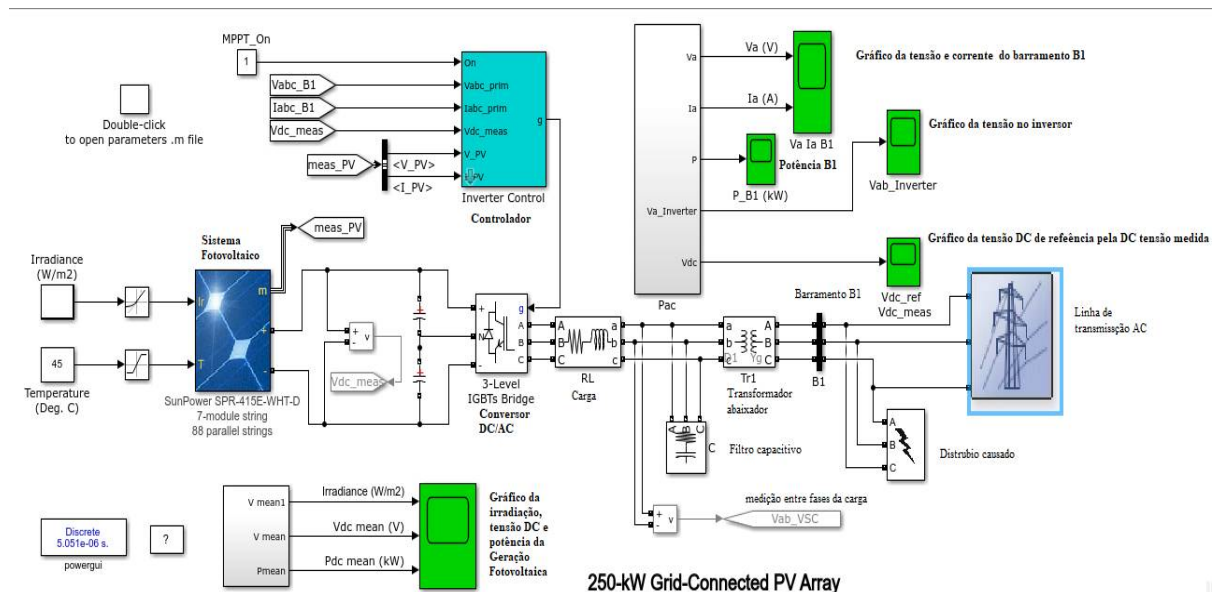 MPPT_On
1
Vabc_B1
Iabc_B1
Vdc_meas
meas_PV
<V_PV>
<I_PV>
On
Vabc_prim
Iabc_prim
Vdc_meas
V_PV
I_PV
g
Inverter Control
Controlador
Double-click
to open parameters .m file
Va
Ia
P
Va_Inverter
Vdc
Pac
Va (V)
Ia (A)
Va Ia B1
Gráfico da tensão e corrente do barramento B1
Potência B1
P_B1 (kW)
Gráfico da tensão no inversor
Vab_Inverter
Gráfico da tensão DC de refeência pela DC tensão medida
Vdc_ref
Vdc_meas
Irradiance
(W/m2)
45
Temperature
(Deg. C)
Sistema
Fotovoltaico
meas_PV
Ir
T
m
+
-
SunPower SPR-415E-WHT-D
7-module string
88 parallel strings
+
-
v
Vdc_meas
+
+
g
+
N
-
A
B
C
3-Level
IGBTs Bridge
Conversor
DC/AC
A
B
C
a
b
c
RL
Carga
a
b
c
A
B
C
D1 Yg
Tr1
Transformador
abaixador
Barramento B1
B1
Linha de
transmissção AC
A B C
C
Filtro capacitivo
A
B
C
Distrubio causado
medição entre fases da carga
+
-
v
Vab_VSC
Discrete
5.051e-06 s.
powergui
?
V mean1
V mean
Pmean
Irradiance (W/m2)
Vdc mean (V)
Pdc mean (kW)
Gráfico da
irradiação,
tensão DC e
potência da
Geração
Fotovoltaica
250-kW Grid-Connected PV Array